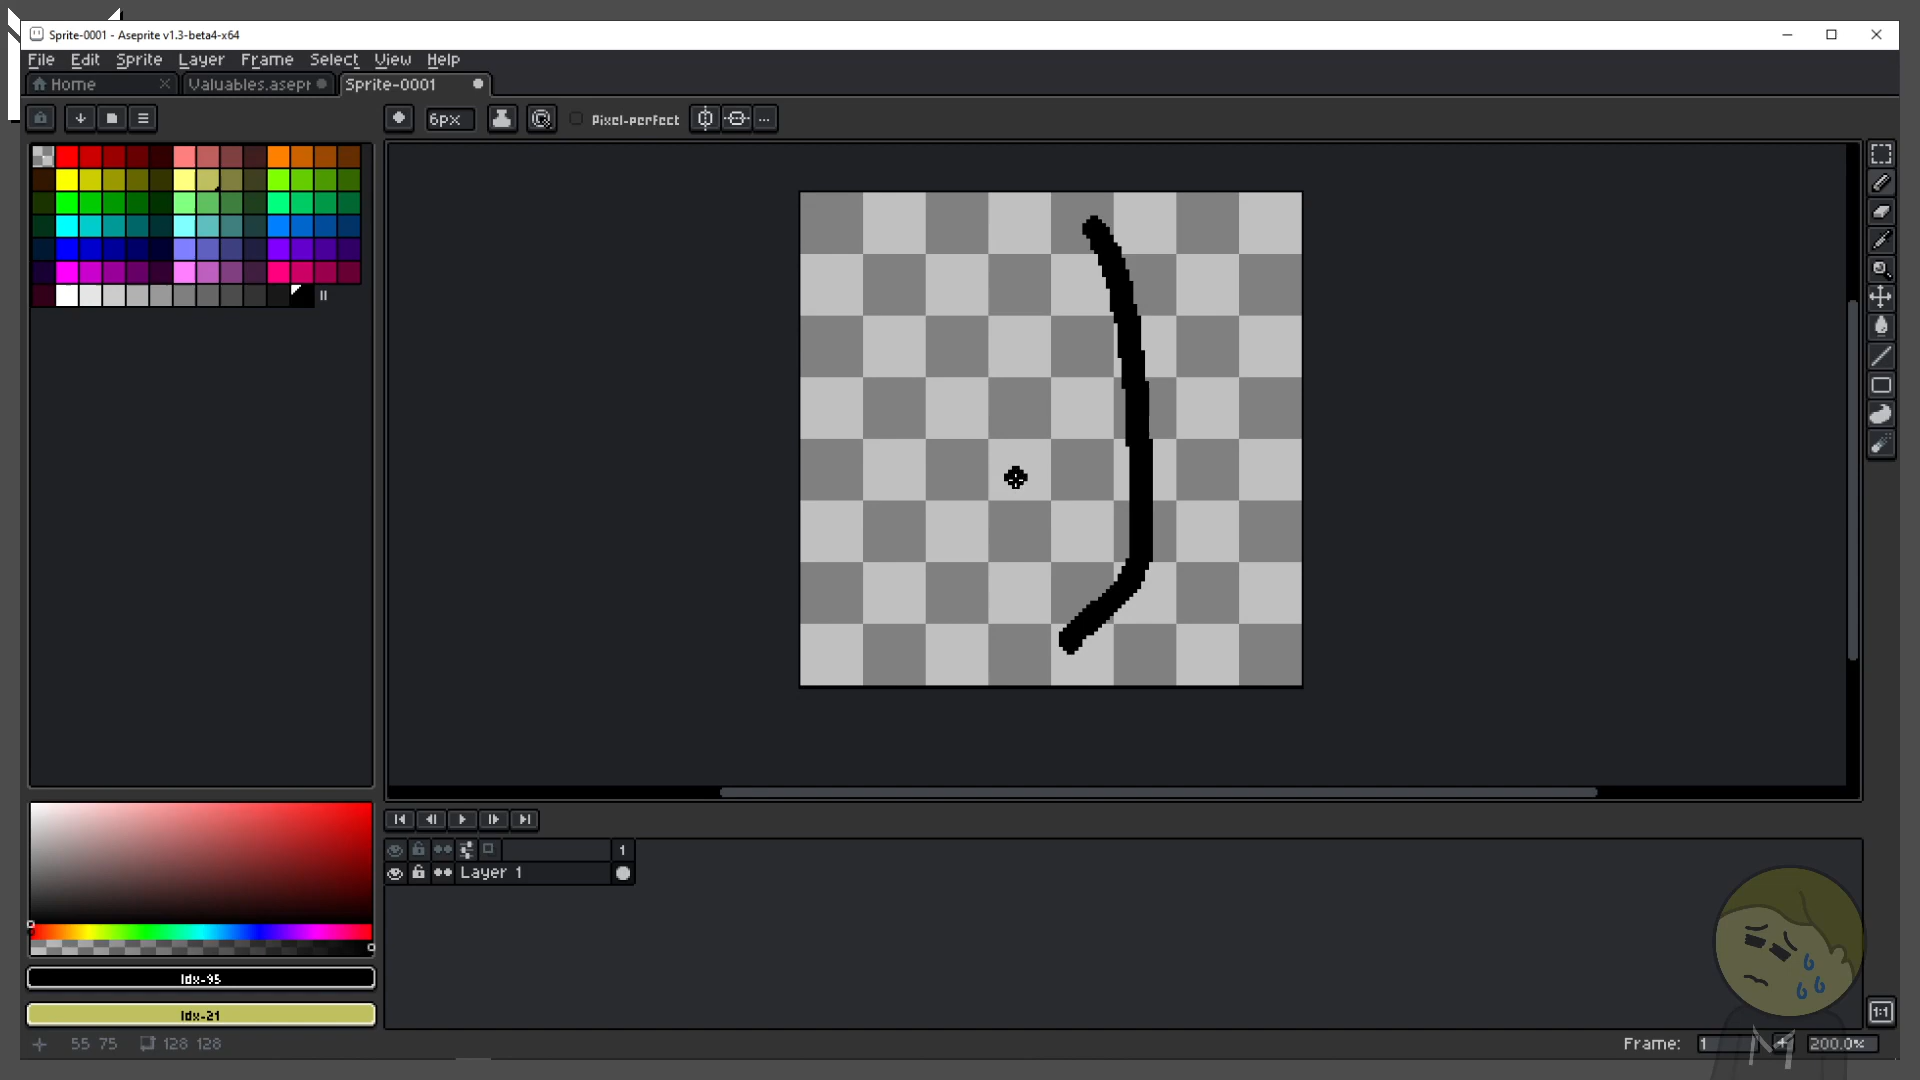 Sprite-0001 - Aseprite v1.3-beta4-x64
File Edit Sprite Layer Frame Select View Help
Home Valuables.asepr Sprite-0001
6px Pixel-perfect ...
1
Layer 1
Idx-95
Idx-21
1:1
55 75 128 128 Frame: 1 + 200.0%